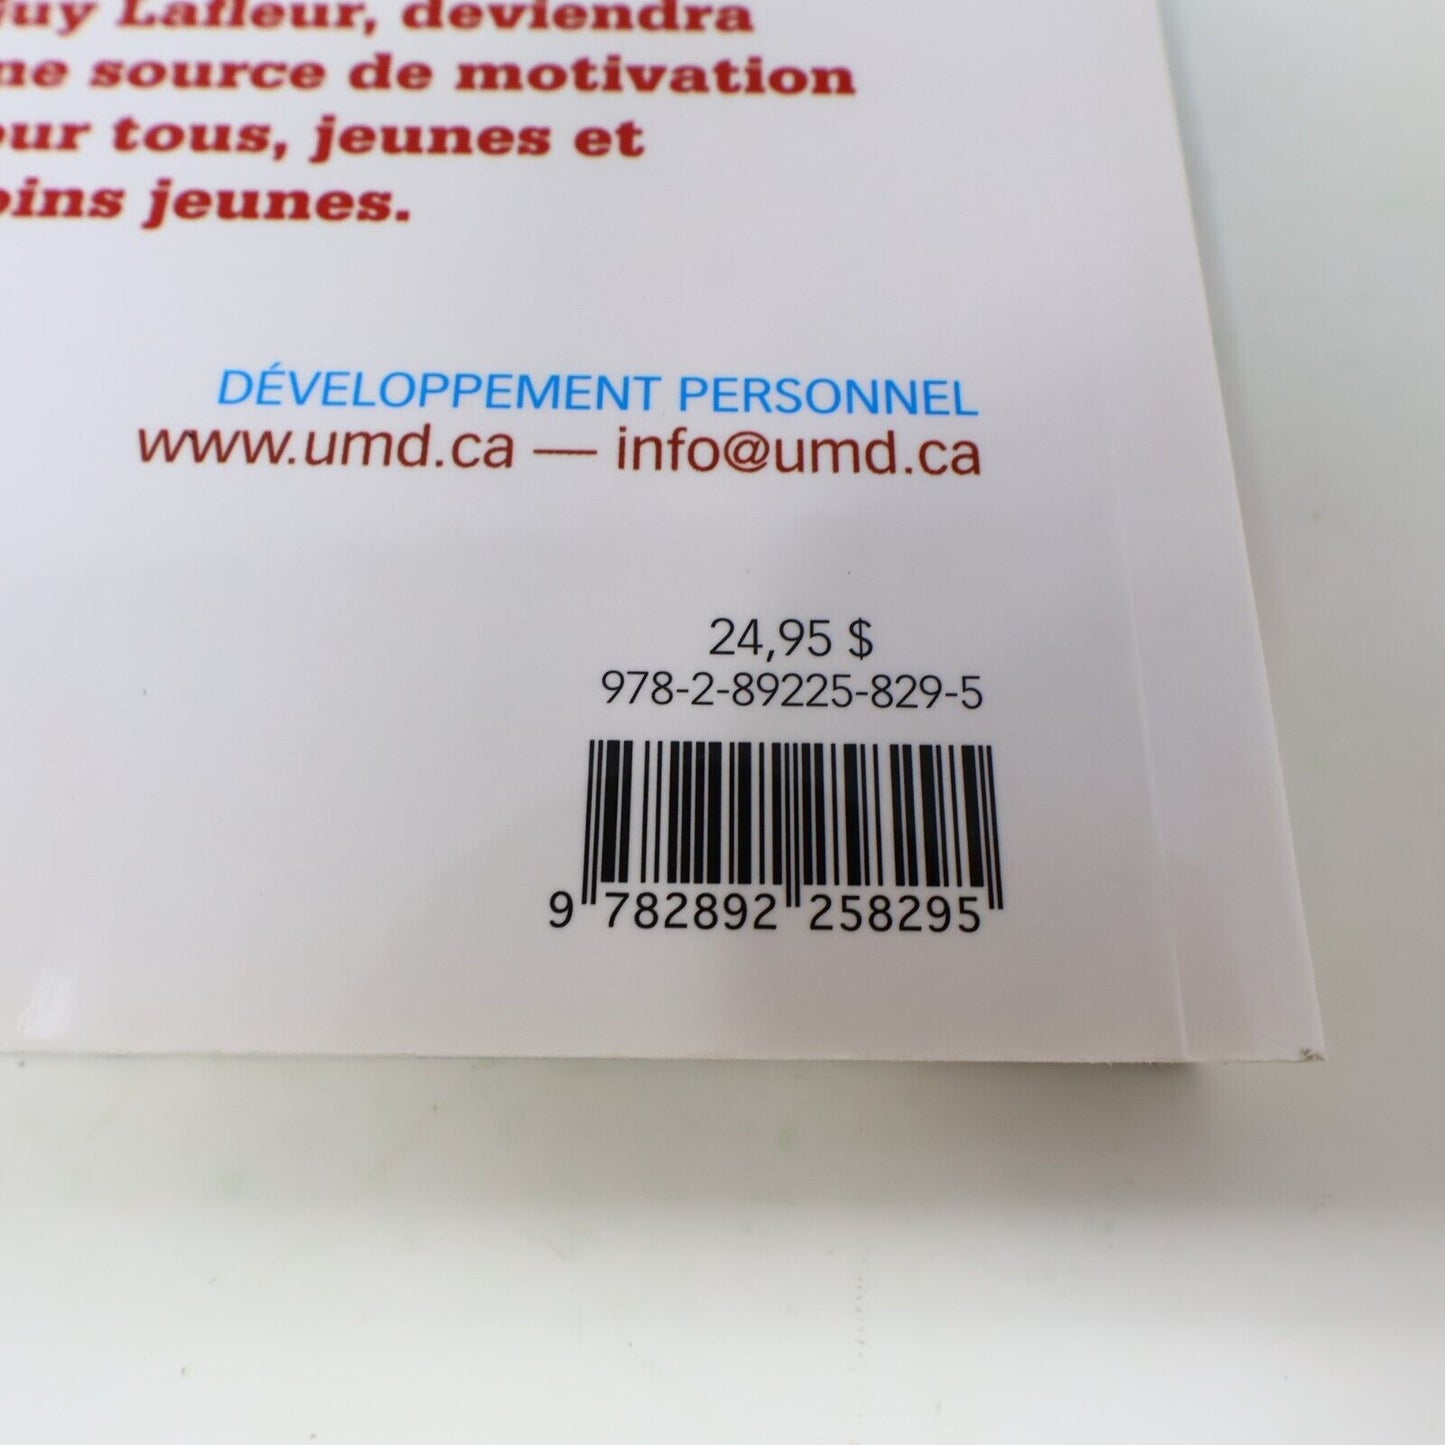 Lafleur, deviendra
source de motivation
tous, jeunes et
jeunes.
DÉVELOPPEMENT PERSONNEL
www.umd.ca — info@umd.ca
24,95 $
978-2-89225-829-5
9 782892 258295